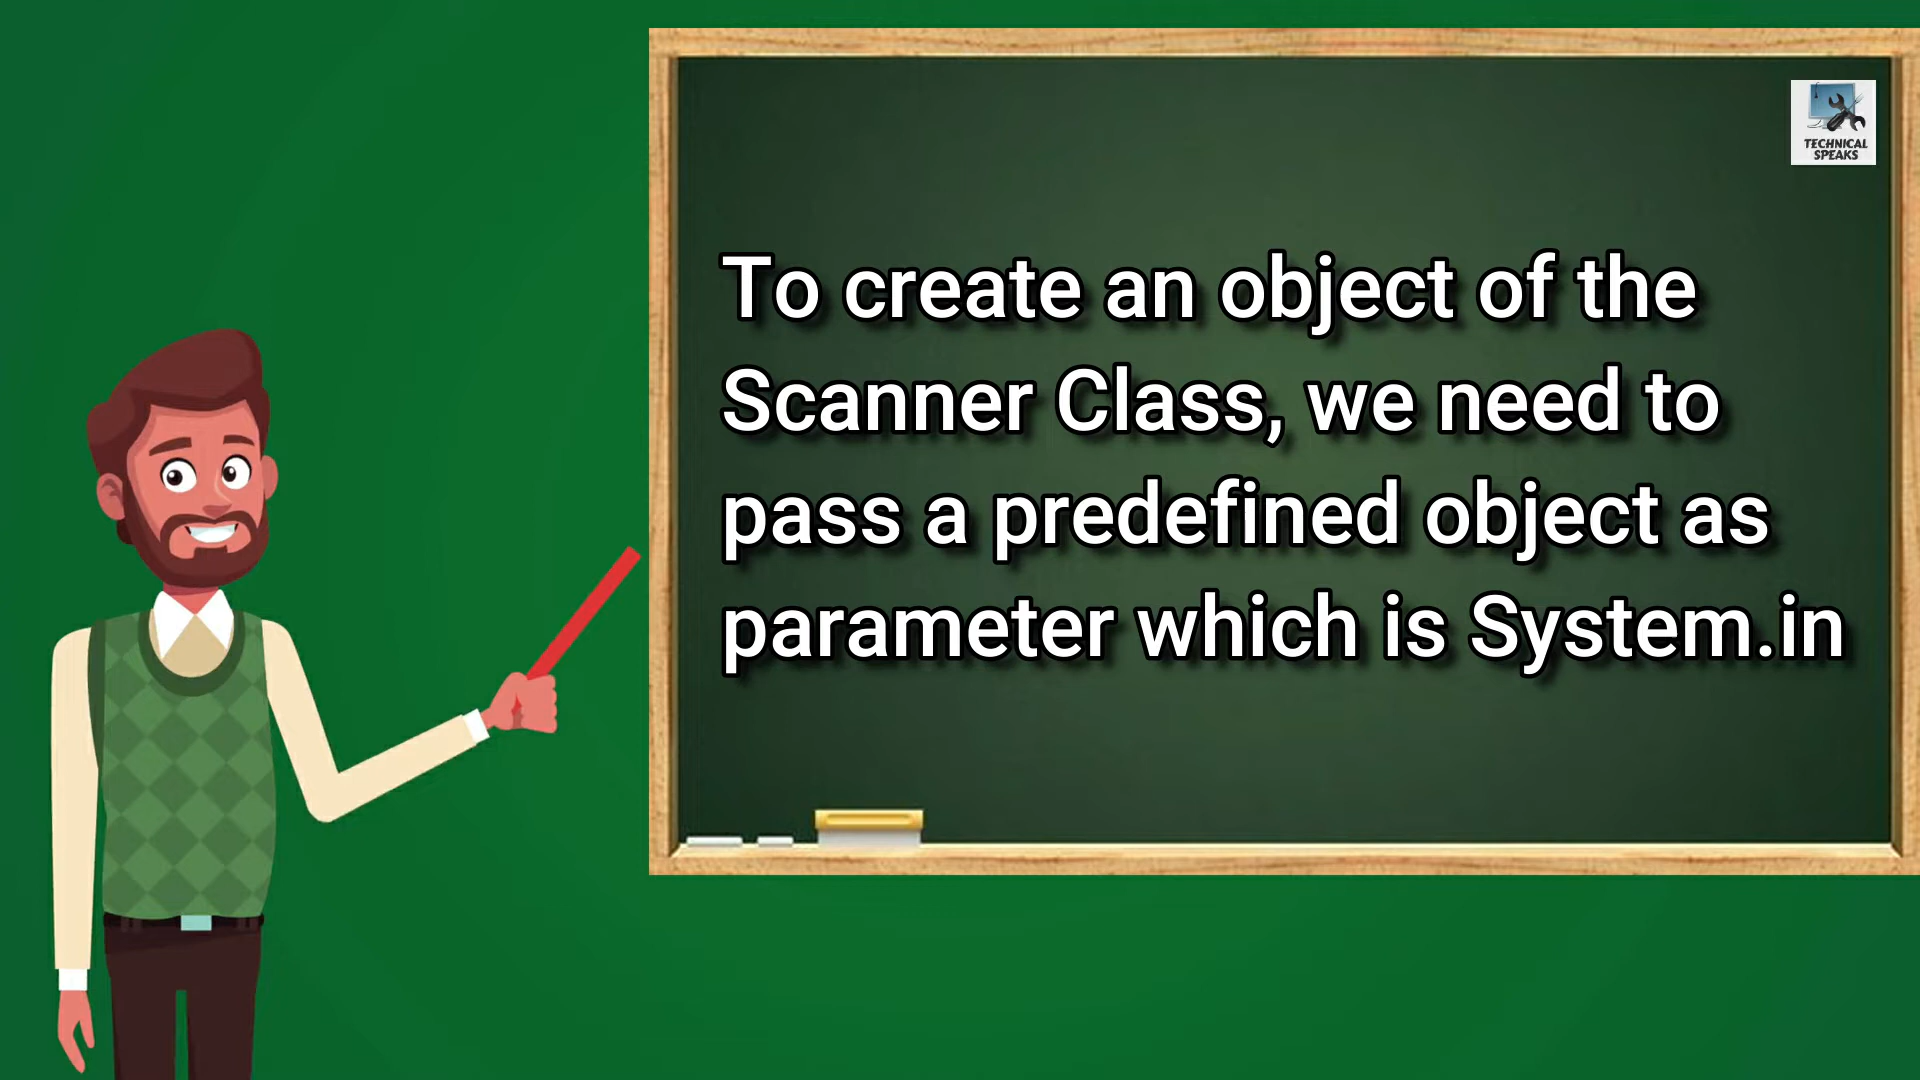 TECHNICAL
SPEAKS
To create an object of the
Scanner Class, we need to
pass a predefined object as
parameter which is System.in